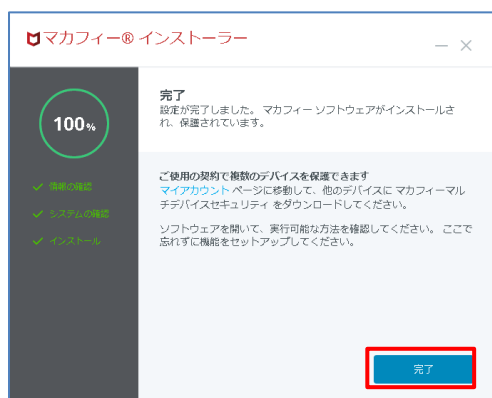 マカフィー® インストーラー
100%
✓ 情報の確認
✓ システムの確認
✓ インストール
完了
設定が完了しました。 マカフィー ソフトウェアがインストールさ
れ、保護されています。
ご使用の契約で複数のデバイスを保護できます
マイアカウント ページに移動して、他のデバイスに マカフィーマル
チデバイスセキュリティ をダウンロードしてください。
ソフトウェアを開いて、実行可能な方法を確認してください。 ここで
忘れずに機能をセットアップしてください。
完了